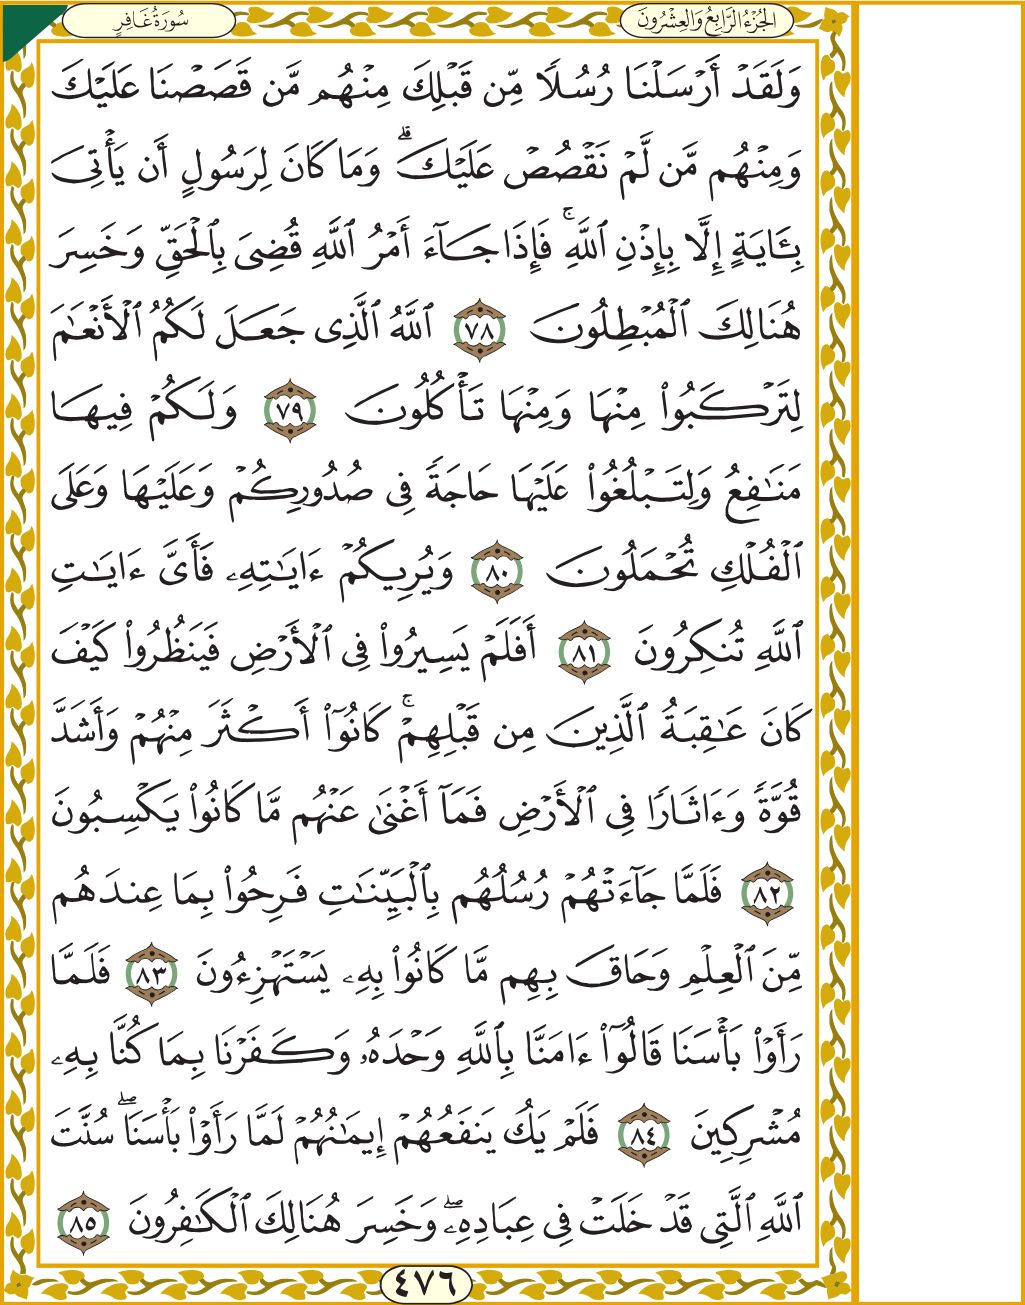 سُورَةُ غَافِرٍ
الجُزْءُ الرَّابِعُ وَالعِشْرُونَ
وَلَقَدْ أَرْسَلْنَا رُسُلًا مِّن قَبْلِكَ مِنْهُم مَّن قَصَصْنَا عَلَيْكَ
وَمِنْهُم مَّن لَّمْ نَقْصُصْ عَلَيْكَ ۗ وَمَا كَانَ لِرَسُولٍ أَن يَأْتِىَ
بِـَٔايَةٍ إِلَّا بِإِذْنِ ٱللَّهِ ۚ فَإِذَا جَآءَ أَمْرُ ٱللَّهِ قُضِىَ بِٱلْحَقِّ وَخَسِرَ
هُنَالِكَ ٱلْمُبْطِلُونَ ٧٨ ٱللَّهُ ٱلَّذِى جَعَلَ لَكُمُ ٱلْأَنْعَـٰمَ
لِتَرْكَبُوا۟ مِنْهَا وَمِنْهَا تَأْكُلُونَ ٧٩ وَلَكُمْ فِيهَا
مَنَـٰفِعُ وَلِتَبْلُغُوا۟ عَلَيْهَا حَاجَةً فِى صُدُورِكُمْ وَعَلَيْهَا وَعَلَى
ٱلْفُلْكِ تُحْمَلُونَ ٨٠ وَيُرِيكُمْ ءَايَـٰتِهِۦ فَأَىَّ ءَايَـٰتِ
ٱللَّهِ تُنكِرُونَ ٨١ أَفَلَمْ يَسِيرُوا۟ فِى ٱلْأَرْضِ فَيَنظُرُوا۟ كَيْفَ
كَانَ عَـٰقِبَةُ ٱلَّذِينَ مِن قَبْلِهِمْ ۚ كَانُوٓا۟ أَكْثَرَ مِنْهُمْ وَأَشَدَّ
قُوَّةً وَءَاثَارًا فِى ٱلْأَرْضِ فَمَآ أَغْنَىٰ عَنْهُم مَّا كَانُوا۟ يَكْسِبُونَ
٨٢ فَلَمَّا جَآءَتْهُمْ رُسُلُهُم بِٱلْبَيِّنَـٰتِ فَرِحُوا۟ بِمَا عِندَهُم
مِّنَ ٱلْعِلْمِ وَحَاقَ بِهِم مَّا كَانُوا۟ بِهِۦ يَسْتَهْزِءُونَ ٨٣ فَلَمَّا
رَأَوْا۟ بَأْسَنَا قَالُوٓا۟ ءَامَنَّا بِٱللَّهِ وَحْدَهُۥ وَكَفَرْنَا بِمَا كُنَّا بِهِۦ
مُشْرِكِينَ ٨٤ فَلَمْ يَكُ يَنفَعُهُمْ إِيمَـٰنُهُمْ لَمَّا رَأَوْا۟ بَأْسَنَا ۖ سُنَّتَ
ٱللَّهِ ٱلَّتِى قَدْ خَلَتْ فِى عِبَادِهِۦ ۖ وَخَسِرَ هُنَالِكَ ٱلْكَـٰفِرُونَ ٨٥
٤٧٦